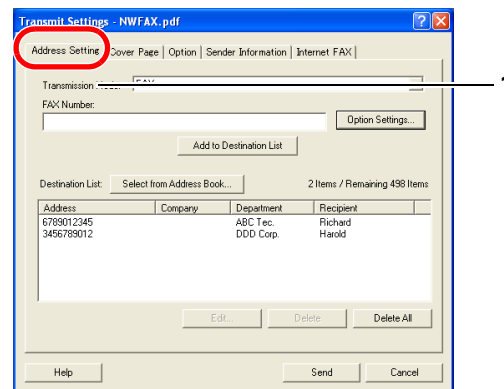 Transmit Settings - NWFAX.pdf
Address Setting Cover Page Option Sender Information Internet FAX
Transmission
FAX Number:
Option Settings...
Add to Destination List
Destination List: Select from Address Book... 2 Items / Remaining 498 Items
Address Company Department Recipient
6789012345 ABC Tec. Richard
3456789012 DDD Corp. Harold
Edit... Delete Delete All
Help Send Cancel